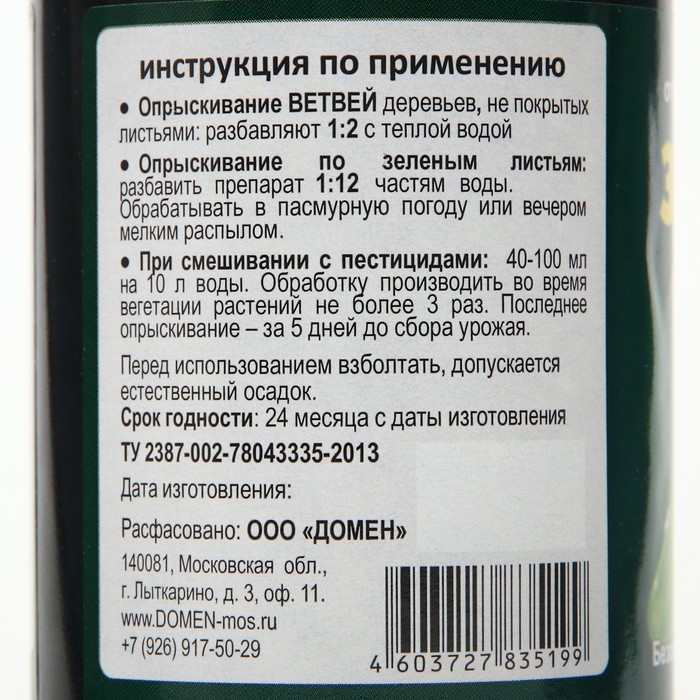 инструкция по применению
• Опрыскивание ВЕТВЕЙ деревьев, не покрытых
листьями: разбавляют 1:2 с теплой водой
• Опрыскивание по зеленым листьям:
разбавить препарат 1:12 частям воды.
Обрабатывать в пасмурную погоду или вечером
мелким распылом.
• При смешивании с пестицидами: 40-100 мл
на 10 л воды. Обработку производить во время
вегетации растений не более 3 раз. Последнее
опрыскивание – за 5 дней до сбора урожая.
Перед использованием взболтать, допускается
естественный осадок.
Срок годности: 24 месяца с даты изготовления
ТУ 2387-002-78043335-2013
Дата изготовления:
Расфасовано: ООО «ДОМЕН»
140081, Московская обл.,
г. Лыткарино, д. 3, оф. 11.
www.DOMEN-mos.ru
+7 (926) 917-50-29
4 603727 835199